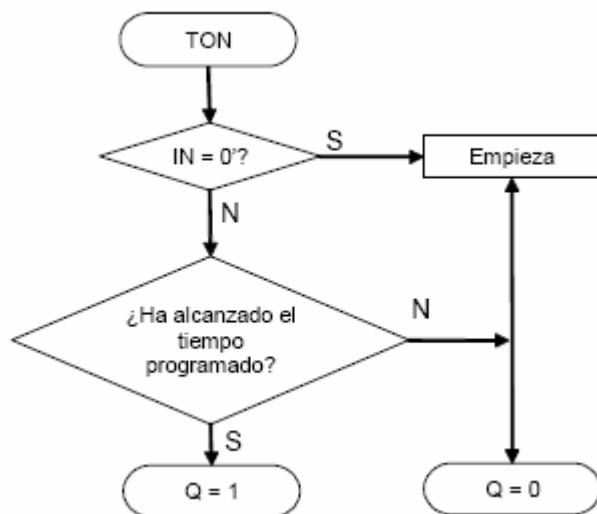 TON
IN = 0'?
S
Empieza
N
¿Ha alcanzado el
tiempo
programado?
N
S
Q = 1
Q = 0